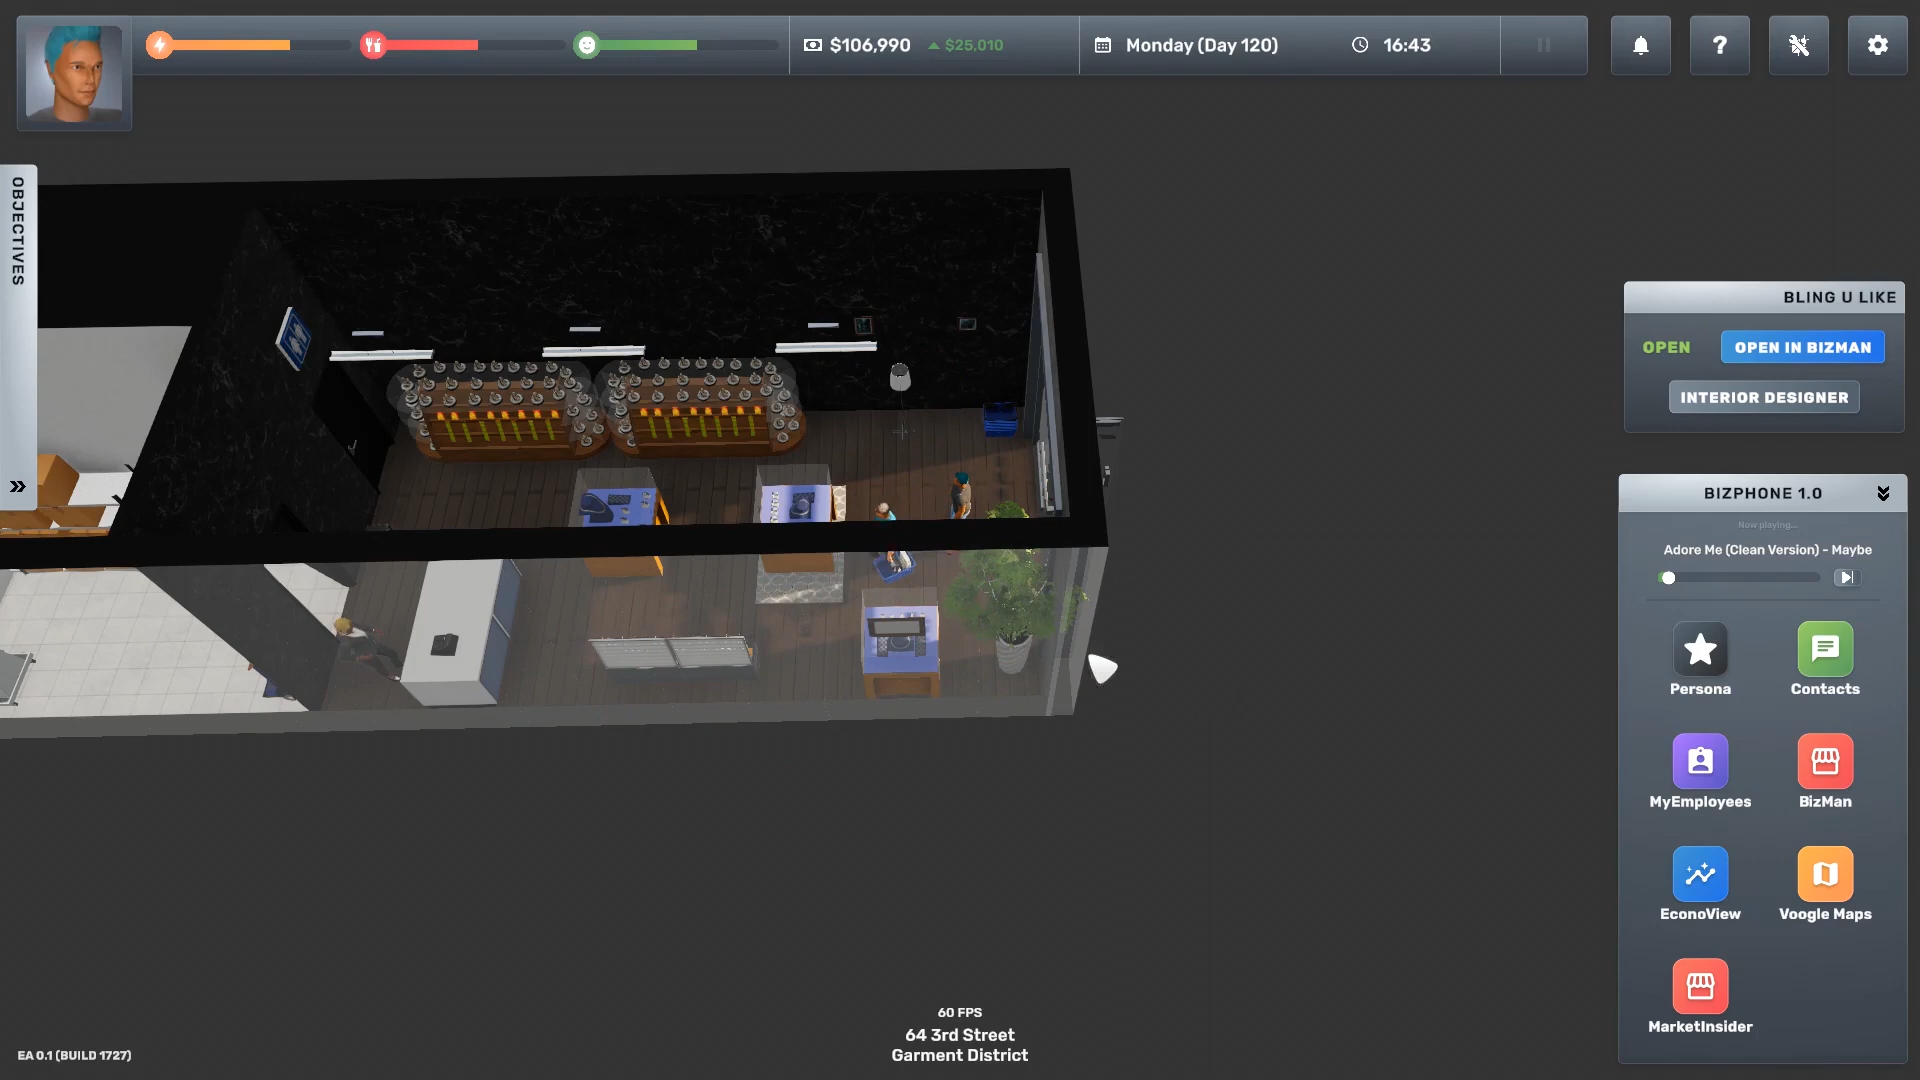 $106,990
$25,010
Monday (Day 120)
16:43
?
OBJECTIVES
BLING U LIKE
OPEN
OPEN IN BIZMAN
INTERIOR DESIGNER
BIZPHONE 1.0
Now playing...
Adore Me (Clean Version) - Maybe
Persona
Contacts
MyEmployees
BizMan
EconoView
Voogle Maps
MarketInsider
60 FPS
64 3rd Street
Garment District
EA 0.1 (BUILD 1727)